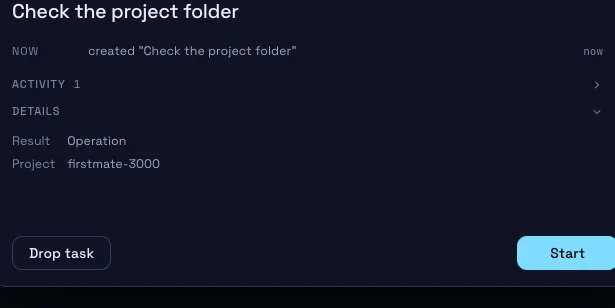 Check the project folder
NOW created "Check the project folder" now
ACTIVITY 1
DETAILS
Result Operation
Project firstmate-3000
Drop task Start